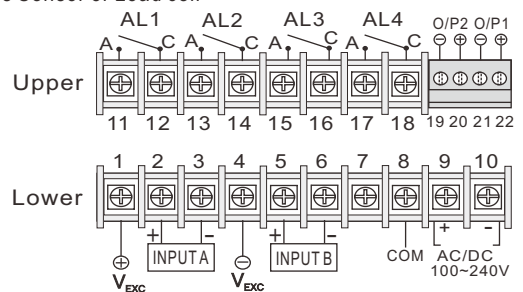 AL1 AL2 AL3 AL4 O/P2 O/P1
A C A C A C A C ⊖ ⊕ ⊖ ⊕
Upper
11 12 13 14 15 16 17 18 19 20 21 22
1 2 3 4 5 6 7 8 9 10
Lower
+ − + − + −
⊕ INPUT A ⊖ INPUT B COM AC/DC
VEXC VEXC 100~240V